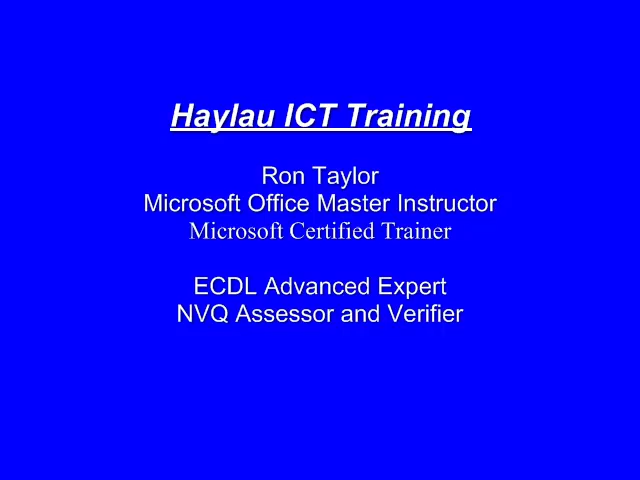 Haylau ICT Training
Ron Taylor
Microsoft Office Master Instructor
Microsoft Certified Trainer
ECDL Advanced Expert
NVQ Assessor and Verifier